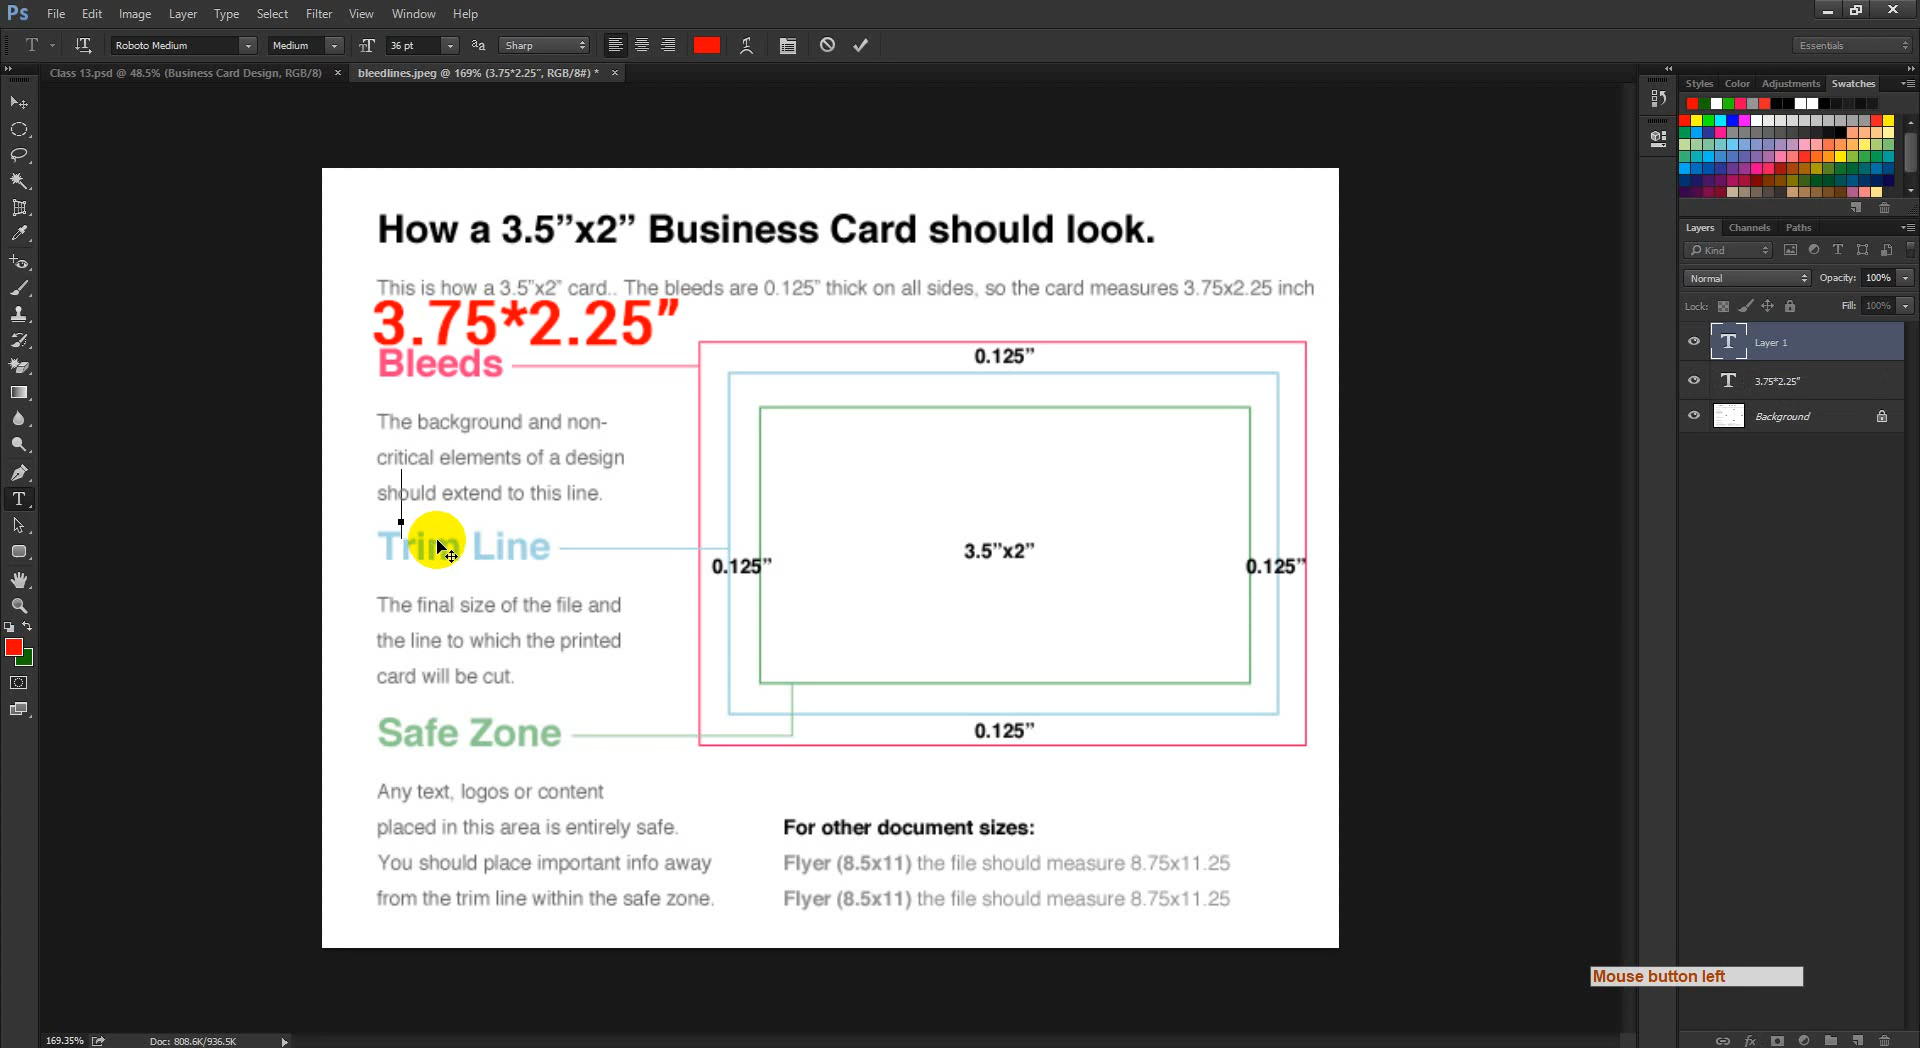 Ps File Edit Image Layer Type Select Filter View Window Help
T Roboto Medium Medium 36 pt Sharp Essentials
Class 13.psd @ 48.5% (Business Card Design, RGB/8) × bleedlines.jpeg @ 169% (3.75*2.25”, RGB/8#) * ×
Styles Color Adjustments Swatches
How a 3.5”x2” Business Card should look.
This is how a 3.5”x2” card.. The bleeds are 0.125” thick on all sides, so the card measures 3.75x2.25 inch
3.75*2.25”
Bleeds
0.125”
The background and non-
critical elements of a design
should extend to this line.
Trim Line
3.5”x2”
0.125”
0.125”
The final size of the file and
the line to which the printed
card will be cut.
Safe Zone
0.125”
Any text, logos or content
placed in this area is entirely safe.
You should place important info away
from the trim line within the safe zone.
For other document sizes:
Flyer (8.5x11) the file should measure 8.75x11.25
Flyer (8.5x11) the file should measure 8.75x11.25
Layers Channels Paths
Kind
Normal Opacity: 100%
Lock: Fill: 100%
T Layer 1
T 3.75*2.25”
Background
Mouse button left
169.35% Doc: 808.6K/936.5K
fx